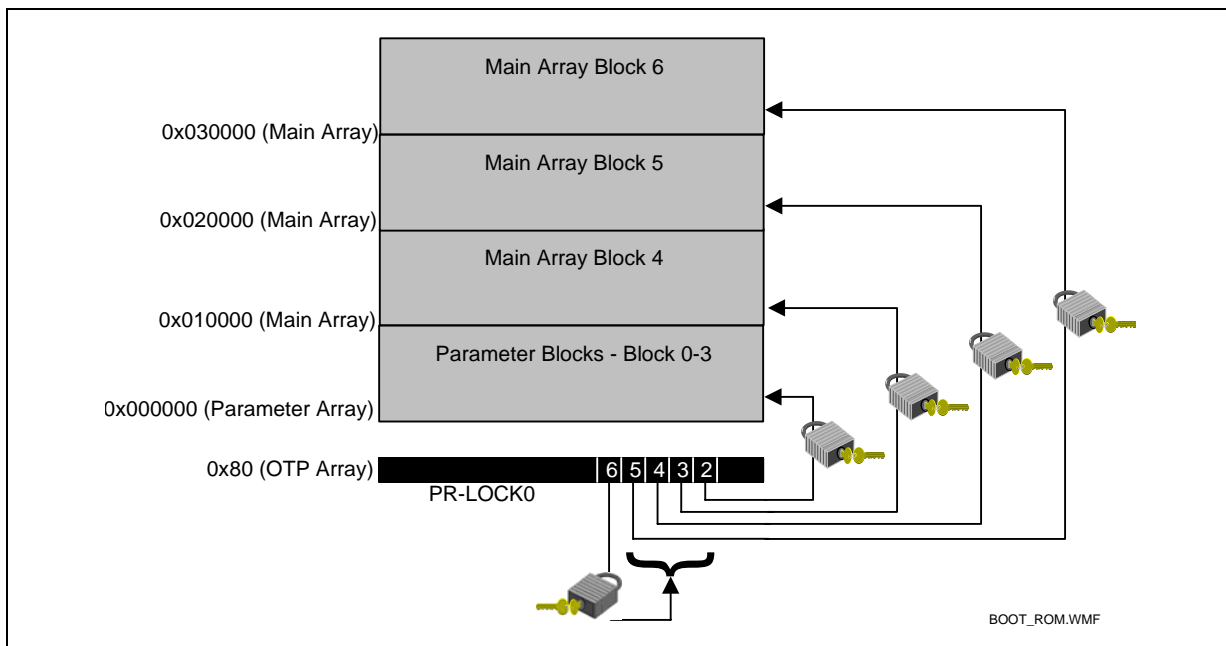 Main Array Block 6
0x030000 (Main Array)
Main Array Block 5
0x020000 (Main Array)
Main Array Block 4
0x010000 (Main Array)
Parameter Blocks - Block 0-3
0x000000 (Parameter Array)
0x80 (OTP Array)
6 5 4 3 2
PR-LOCK0
BOOT_ROM.WMF